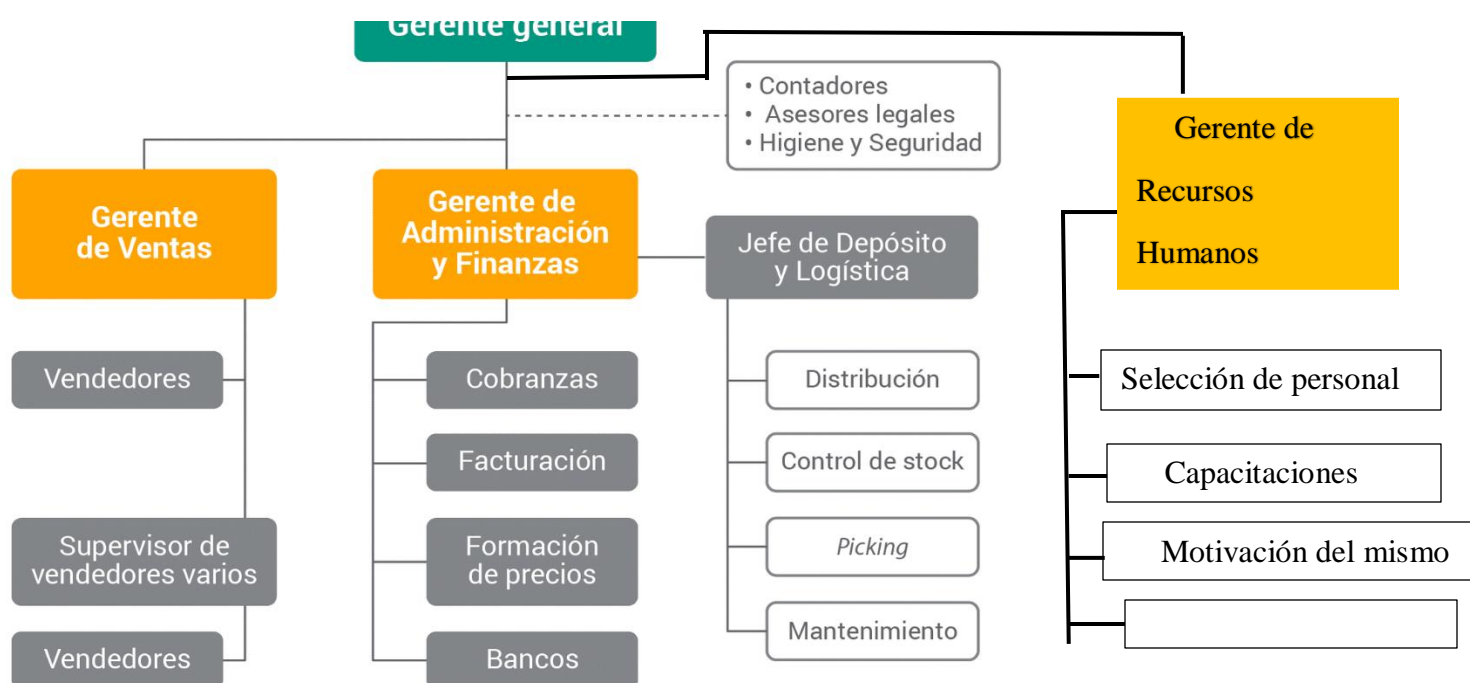 Gerente general
• Contadores
• Asesores legales
• Higiene y Seguridad
Gerente
de Ventas
Gerente de
Administración
y Finanzas
Jefe de Depósito
y Logística
Gerente de
Recursos
Humanos
Vendedores
Supervisor de
vendedores varios
Vendedores
Cobranzas
Facturación
Formación
de precios
Bancos
Distribución
Control de stock
Picking
Mantenimiento
Selección de personal
Capacitaciones
Motivación del mismo